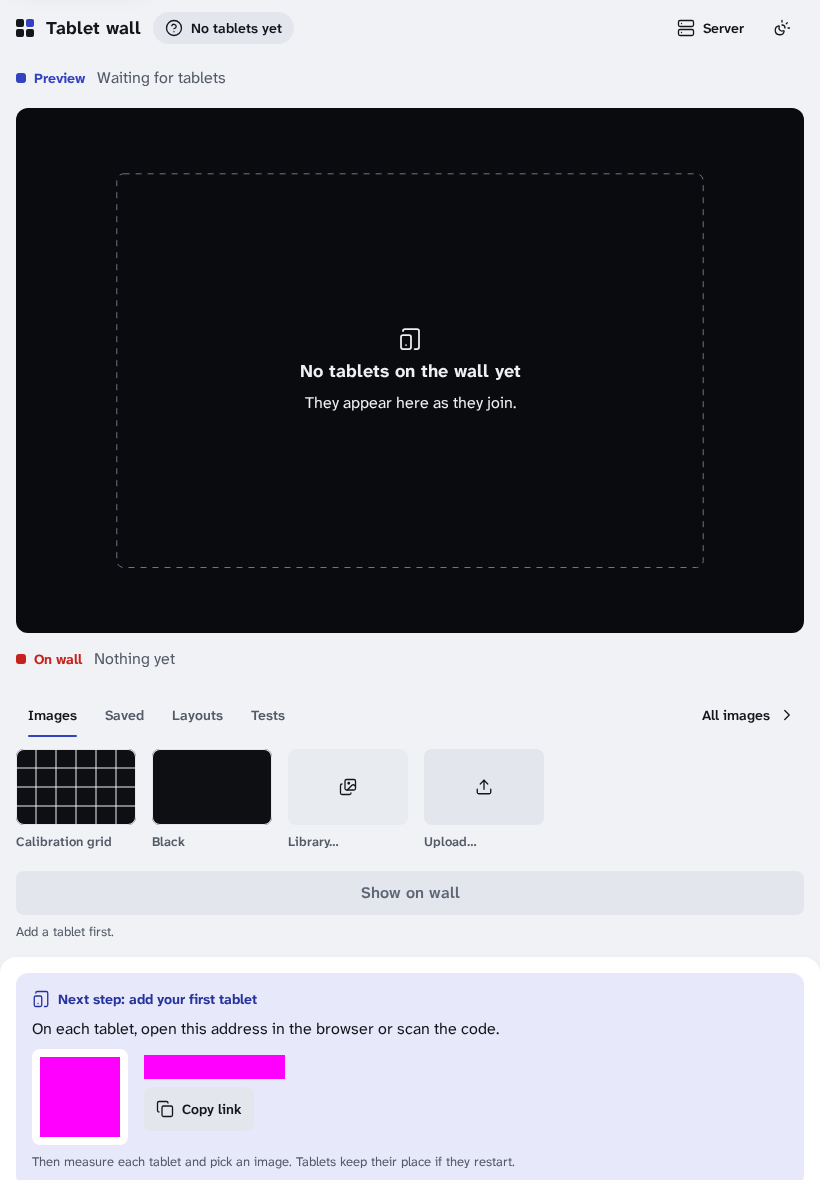 Tablet wall
No tablets yet
Server
Preview
Waiting for tablets
No tablets on the wall yet
They appear here as they join.
On wall
Nothing yet
Images
Saved
Layouts
Tests
All images
Calibration grid
Black
Library...
Upload...
Show on wall
Add a tablet first.
Next step: add your first tablet
On each tablet, open this address in the browser or scan the code.
Copy link
Then measure each tablet and pick an image. Tablets keep their place if they restart.